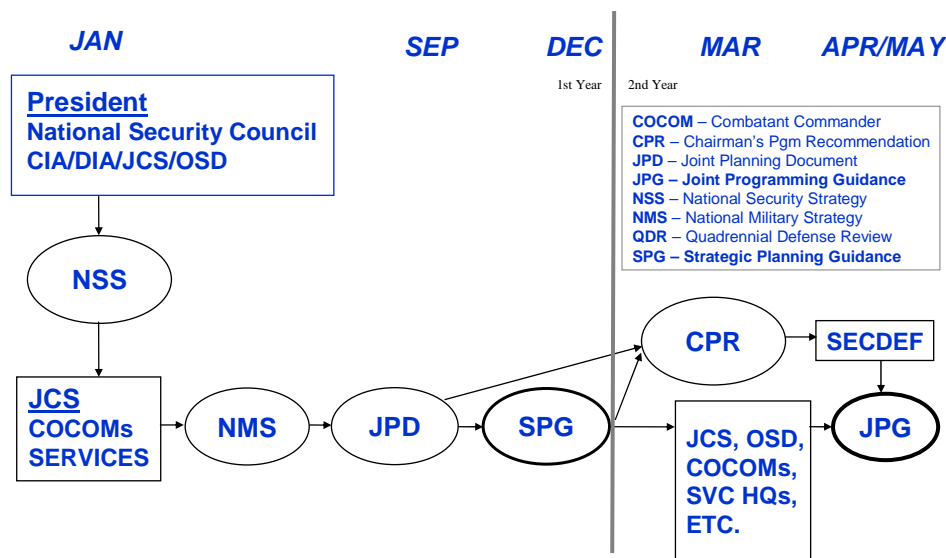 JAN
SEP
DEC
MAR
APR/MAY
1st Year
2nd Year
President
National Security Council
CIA/DIA/JCS/OSD
COCOM – Combatant Commander
CPR – Chairman's Pgm Recommendation
JPD – Joint Planning Document
JPG – Joint Programming Guidance
NSS – National Security Strategy
NMS – National Military Strategy
QDR – Quadrennial Defense Review
SPG – Strategic Planning Guidance
NSS
CPR
SECDEF
JCS
COCOMs
SERVICES
NMS
JPD
SPG
JCS, OSD,
COCOMs,
SVC HQs,
ETC.
JPG